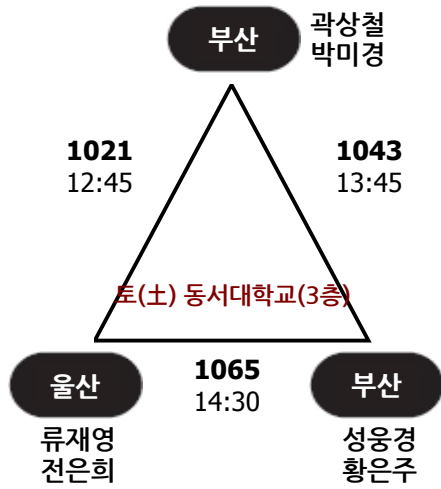 부산
곽상철
박미경
1021
12:45
1043
13:45
토(土) 동서대학교(3층)
울산
1065
14:30
부산
류재영
전은희
성웅경
황은주